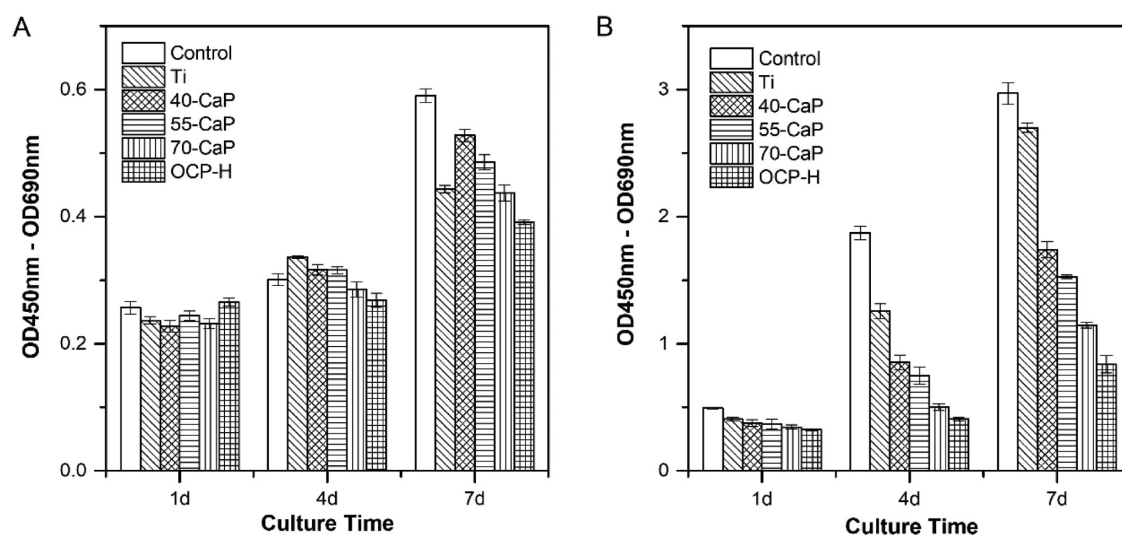 A
Control
Ti
40-CaP
55-CaP
70-CaP
OCP-H
OD450nm - OD690nm
0.6
0.4
0.2
0.0
1d
4d
7d
Culture Time
B
Control
Ti
40-CaP
55-CaP
70-CaP
OCP-H
OD450nm - OD690nm
3
2
1
0
1d
4d
7d
Culture Time